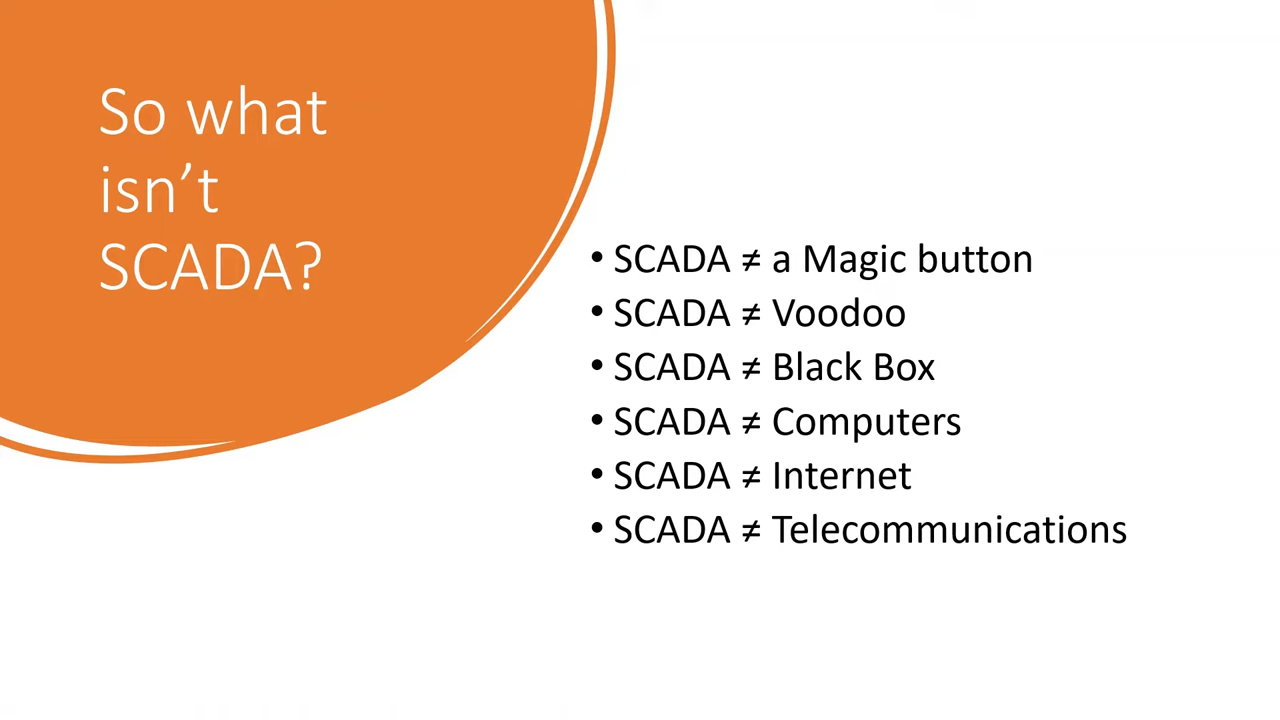 So what
isn’t
SCADA?
• SCADA ≠ a Magic button
• SCADA ≠ Voodoo
• SCADA ≠ Black Box
• SCADA ≠ Computers
• SCADA ≠ Internet
• SCADA ≠ Telecommunications